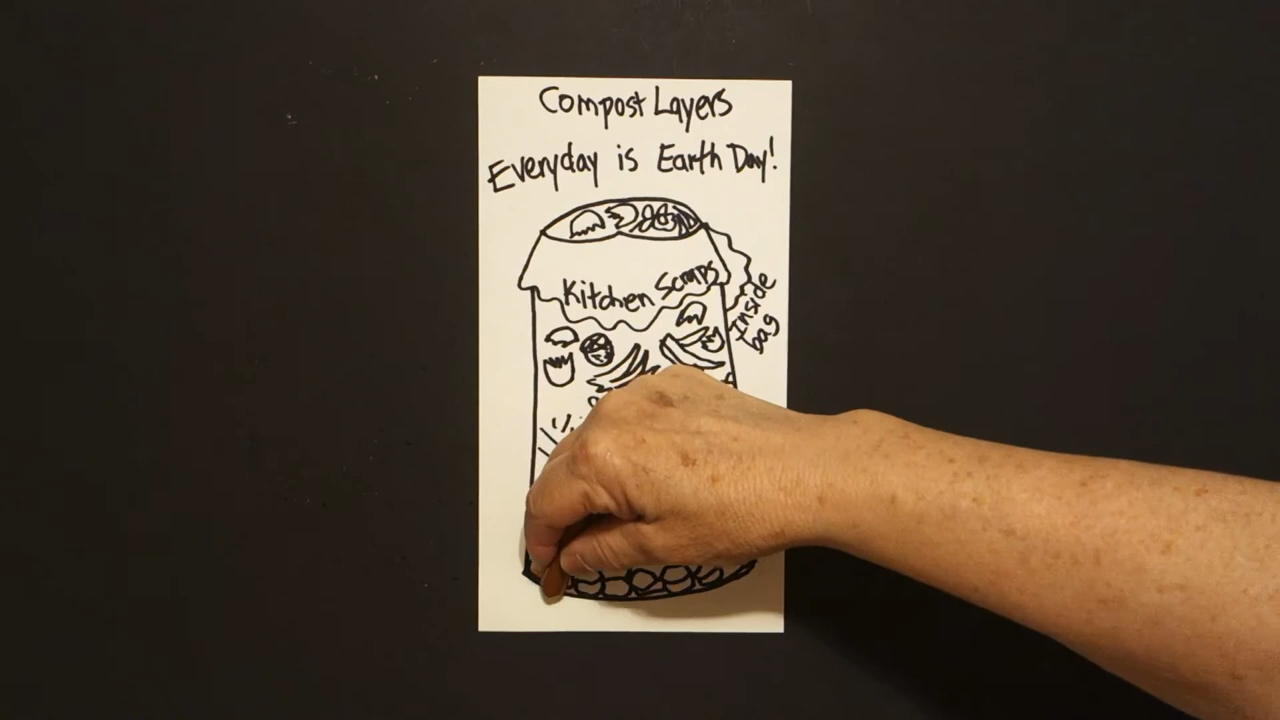 Compost Layers
Everyday is Earth Day!
Kitchen Scraps
Inside
bag